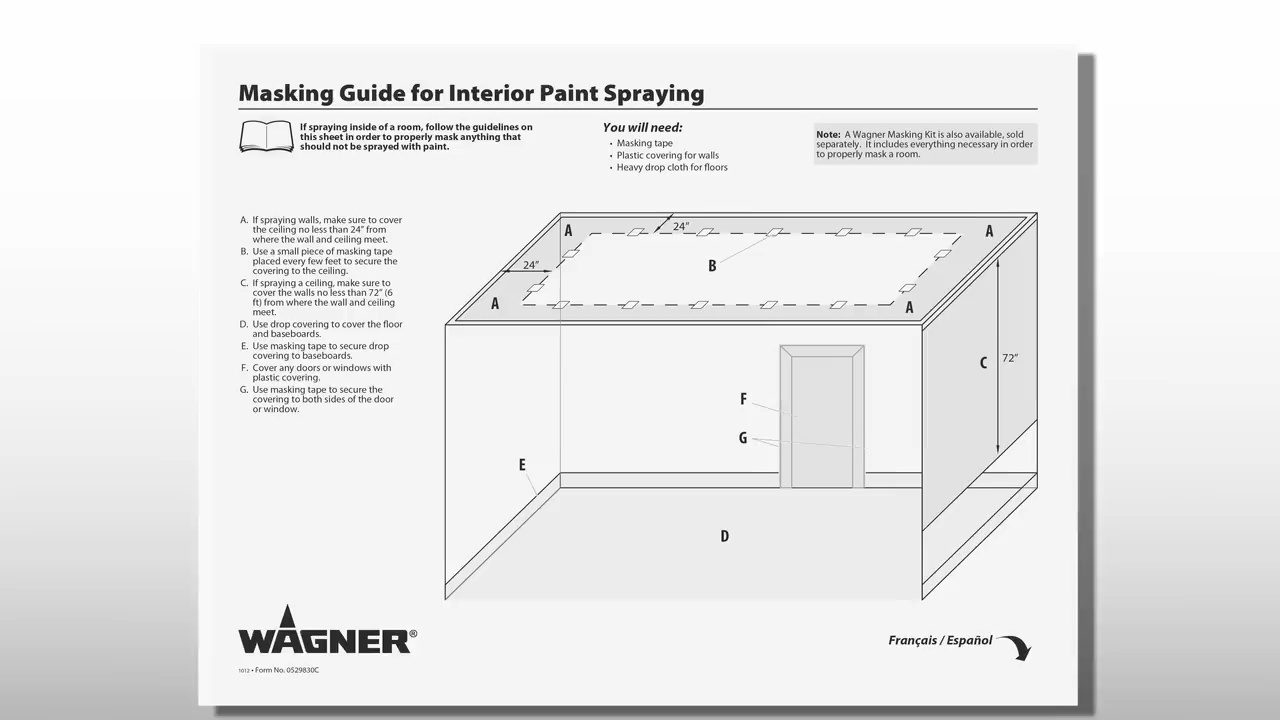 Masking Guide for Interior Paint Spraying
If spraying inside of a room, follow the guidelines on
this sheet in order to properly mask anything that
should not be sprayed with paint.
You will need:
• Masking tape
• Plastic covering for walls
• Heavy drop cloth for floors
Note: A Wagner Masking Kit is also available, sold
separately. It includes everything necessary in order
to properly mask a room.
A. If spraying walls, make sure to cover
the ceiling no less than 24” from
where the wall and ceiling meet.
B. Use a small piece of masking tape
placed every few feet to secure the
covering to the ceiling.
C. If spraying a ceiling, make sure to
cover the walls no less than 72” (6
ft) from where the wall and ceiling
meet.
D. Use drop covering to cover the floor
and baseboards.
E. Use masking tape to secure drop
covering to baseboards.
F. Cover any doors or windows with
plastic covering.
G. Use masking tape to secure the
covering to both sides of the door
or window.
A
24”
A
24”
B
A
A
C
72”
F
G
E
D
WAGNER®
Français / Español
1012 • Form No. 0529830C